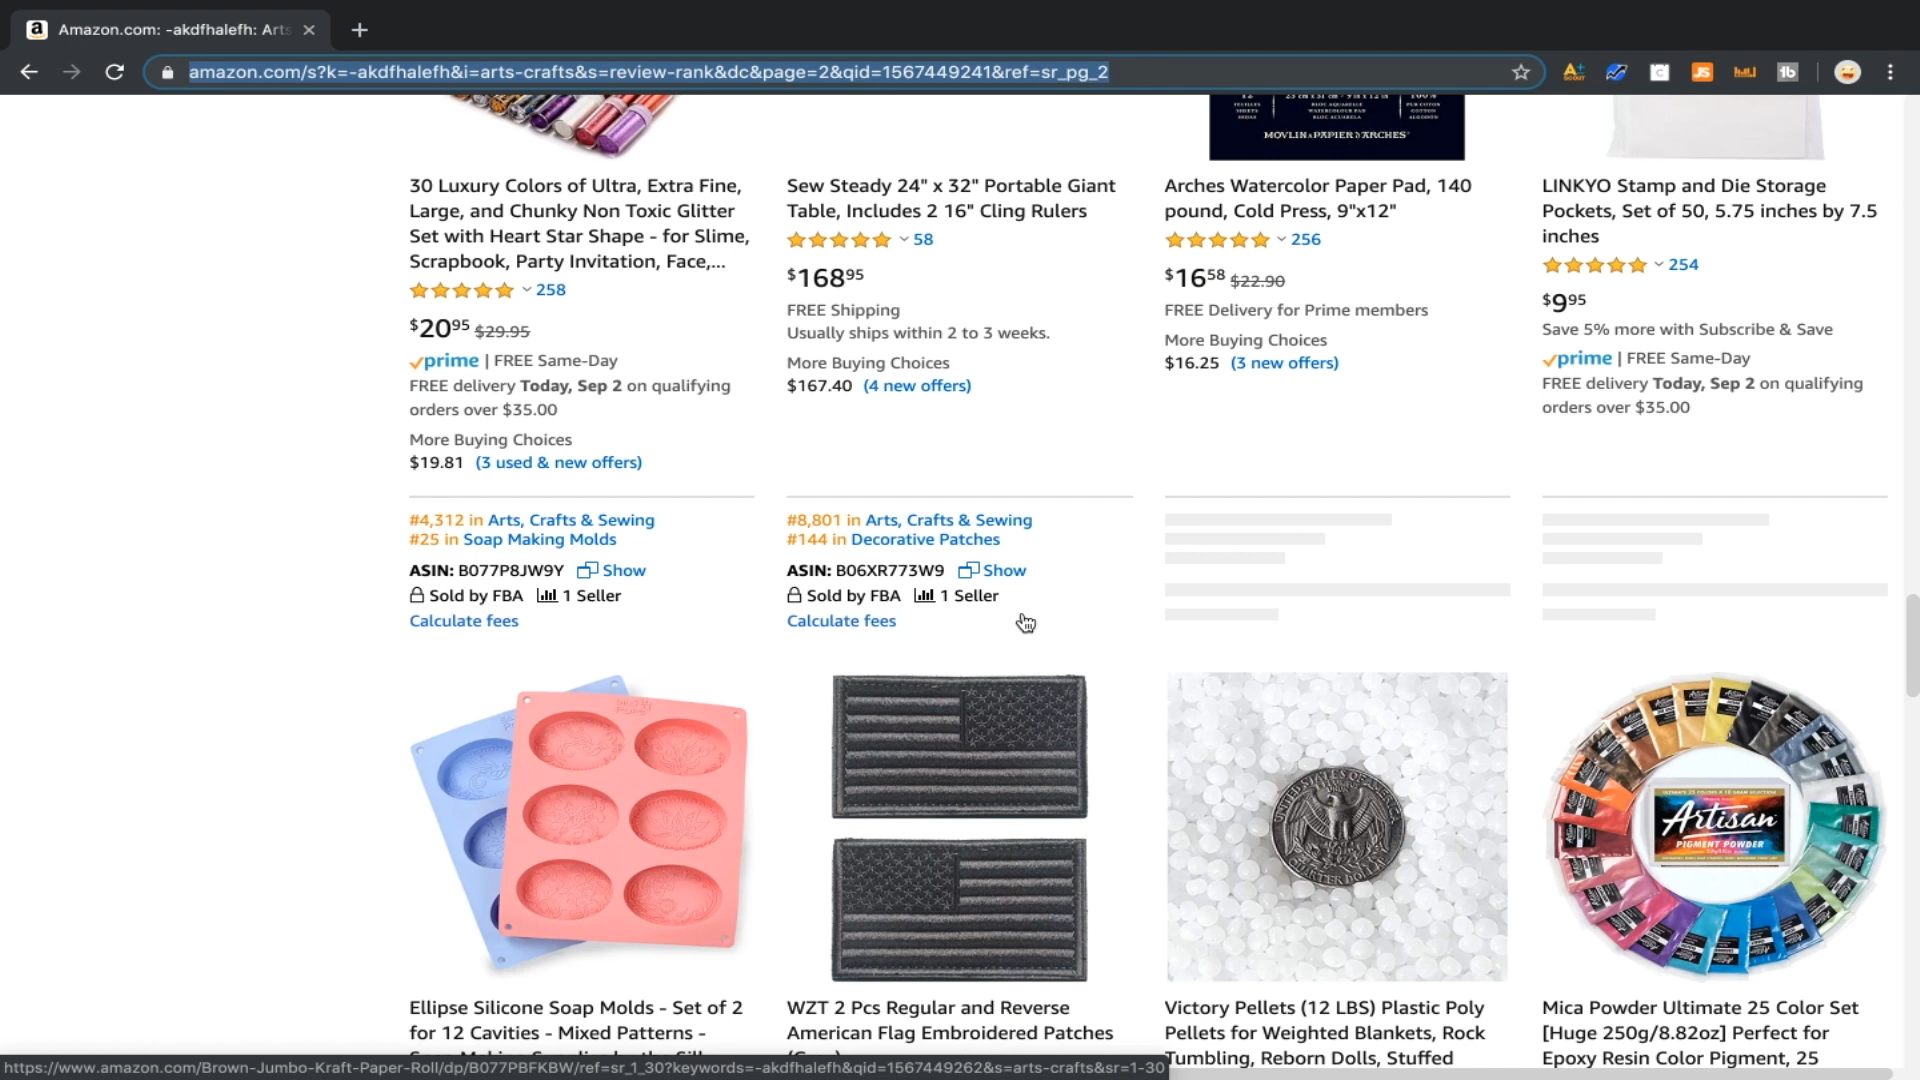 Amazon.com: -akdfhalefh: Arts
amazon.com/s?k=-akdfhalefh&i=arts-crafts&s=review-rank&dc&page=2&qid=1567449241&ref=sr_pg_2
MOVLIN À PAPIER D'ARCHES
30 Luxury Colors of Ultra, Extra Fine,
Large, and Chunky Non Toxic Glitter
Set with Heart Star Shape - for Slime,
Scrapbook, Party Invitation, Face,...
258
$20.95 $29.95
prime | FREE Same-Day
FREE delivery Today, Sep 2 on qualifying
orders over $35.00
More Buying Choices
$19.81 (3 used & new offers)
Sew Steady 24" x 32" Portable Giant
Table, Includes 2 16" Cling Rulers
58
$168.95
FREE Shipping
Usually ships within 2 to 3 weeks.
More Buying Choices
$167.40 (4 new offers)
Arches Watercolor Paper Pad, 140
pound, Cold Press, 9"x12"
256
$16.58 $22.90
FREE Delivery for Prime members
More Buying Choices
$16.25 (3 new offers)
LINKYO Stamp and Die Storage
Pockets, Set of 50, 5.75 inches by 7.5
inches
254
$9.95
Save 5% more with Subscribe & Save
prime | FREE Same-Day
FREE delivery Today, Sep 2 on qualifying
orders over $35.00
#4,312 in Arts, Crafts & Sewing
#25 in Soap Making Molds
ASIN: B077P8JW9Y Show
Sold by FBA 1 Seller
Calculate fees
#8,801 in Arts, Crafts & Sewing
#144 in Decorative Patches
ASIN: B06XR773W9 Show
Sold by FBA 1 Seller
Calculate fees
UNITED STATES OF AMERICA
QUARTER DOLLAR
Artisan
PIGMENT POWDER
Ellipse Silicone Soap Molds - Set of 2
for 12 Cavities - Mixed Patterns -
WZT 2 Pcs Regular and Reverse
American Flag Embroidered Patches
Victory Pellets (12 LBS) Plastic Poly
Pellets for Weighted Blankets, Rock
Tumbling, Reborn Dolls, Stuffed
Mica Powder Ultimate 25 Color Set
[Huge 250g/8.82oz] Perfect for
Epoxy Resin Color Pigment, 25
https://www.amazon.com/Brown-Jumbo-Kraft-Paper-Roll/dp/B077PBFKBW/ref=sr_1_30?keywords=-akdfhalefh&qid=1567449262&s=arts-crafts&sr=1-30